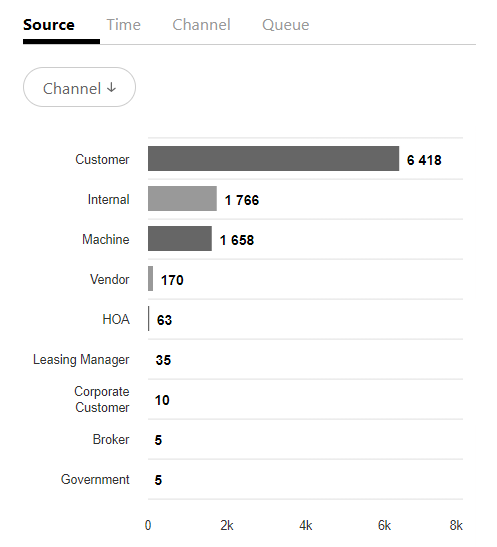 Source Time Channel Queue
Channel ↓
Customer 6 418
Internal 1 766
Machine 1 658
Vendor 170
HOA 63
Leasing Manager 35
Corporate
Customer 10
Broker 5
Government 5
0 2k 4k 6k 8k